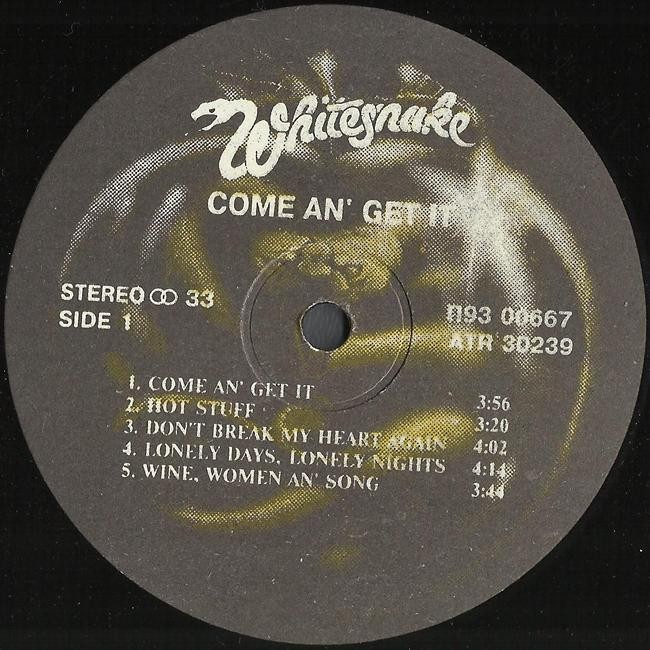 Whitesnake
COME AN' GET IT
STEREO 33
SIDE 1
П93 00667
ATR 30239
1. COME AN' GET IT 3:56
2. HOT STUFF 3:20
3. DON'T BREAK MY HEART AGAIN 4:02
4. LONELY DAYS, LONELY NIGHTS 4:14
5. WINE, WOMEN AN' SONG 3:44